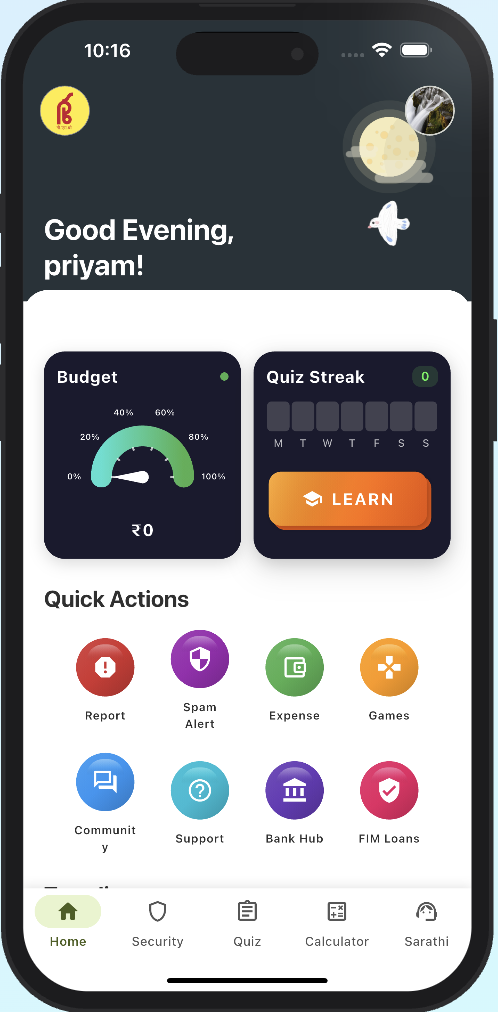 10:16
Good Evening,
priyam!
Budget
Quiz Streak
0
40% 60%
20% 80%
0% 100%
M T W T F S S
LEARN
₹0
Quick Actions
Report
Spam
Alert
Expense
Games
Communit
y
Support
Bank Hub
FIM Loans
Home
Security
Quiz
Calculator
Sarathi